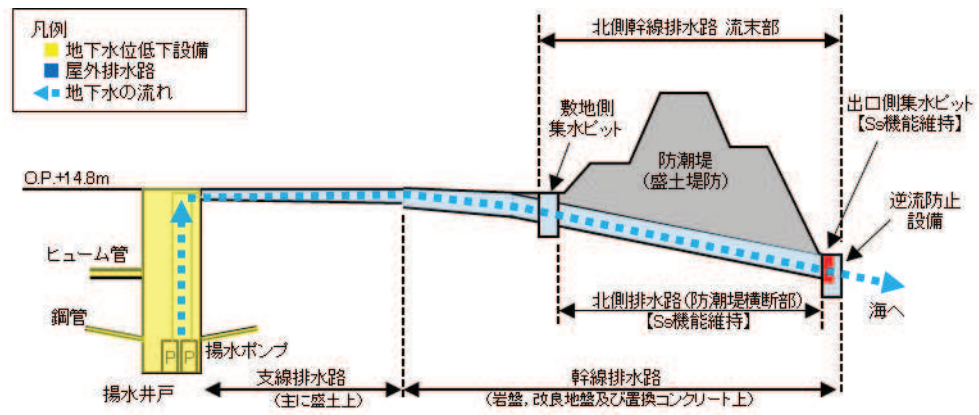 凡例
地下水位低下設備
屋外排水路
地下水の流れ
北側幹線排水路 流末部
敷地側
集水ピット
出口側集水ピット
【Ss機能維持】
防潮堤
(盛土堤防)
O.P.+14.8m
逆流防止
設備
ヒューム管
鋼管
P P
揚水ポンプ
揚水井戸
北側排水路(防潮堤横断部)
【Ss機能維持】
海へ
支線排水路
(主に盛土上)
幹線排水路
(岩盤,改良地盤及び置換コンクリート上)